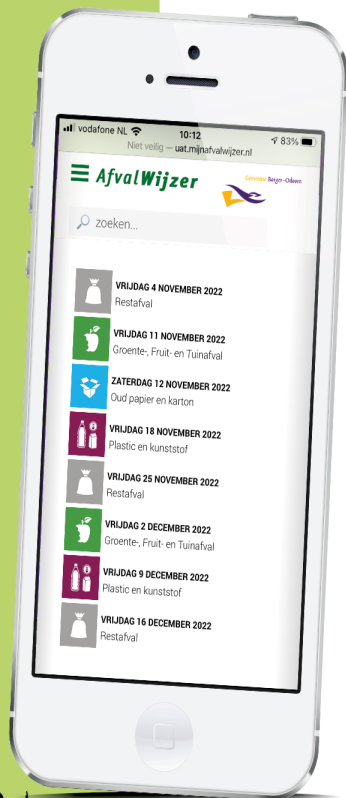 vodafone NL 10:12 83%
Niet veilig — uat.mijnafvalwijzer.nl
AfvalWijzer
Gemeente Borger-Odoorn
zoeken...
VRIJDAG 4 NOVEMBER 2022
Restafval
VRIJDAG 11 NOVEMBER 2022
Groente-, Fruit- en Tuinafval
ZATERDAG 12 NOVEMBER 2022
Oud papier en karton
VRIJDAG 18 NOVEMBER 2022
Plastic en kunststof
VRIJDAG 25 NOVEMBER 2022
Restafval
VRIJDAG 2 DECEMBER 2022
Groente-, Fruit- en Tuinafval
VRIJDAG 9 DECEMBER 2022
Plastic en kunststof
VRIJDAG 16 DECEMBER 2022
Restafval